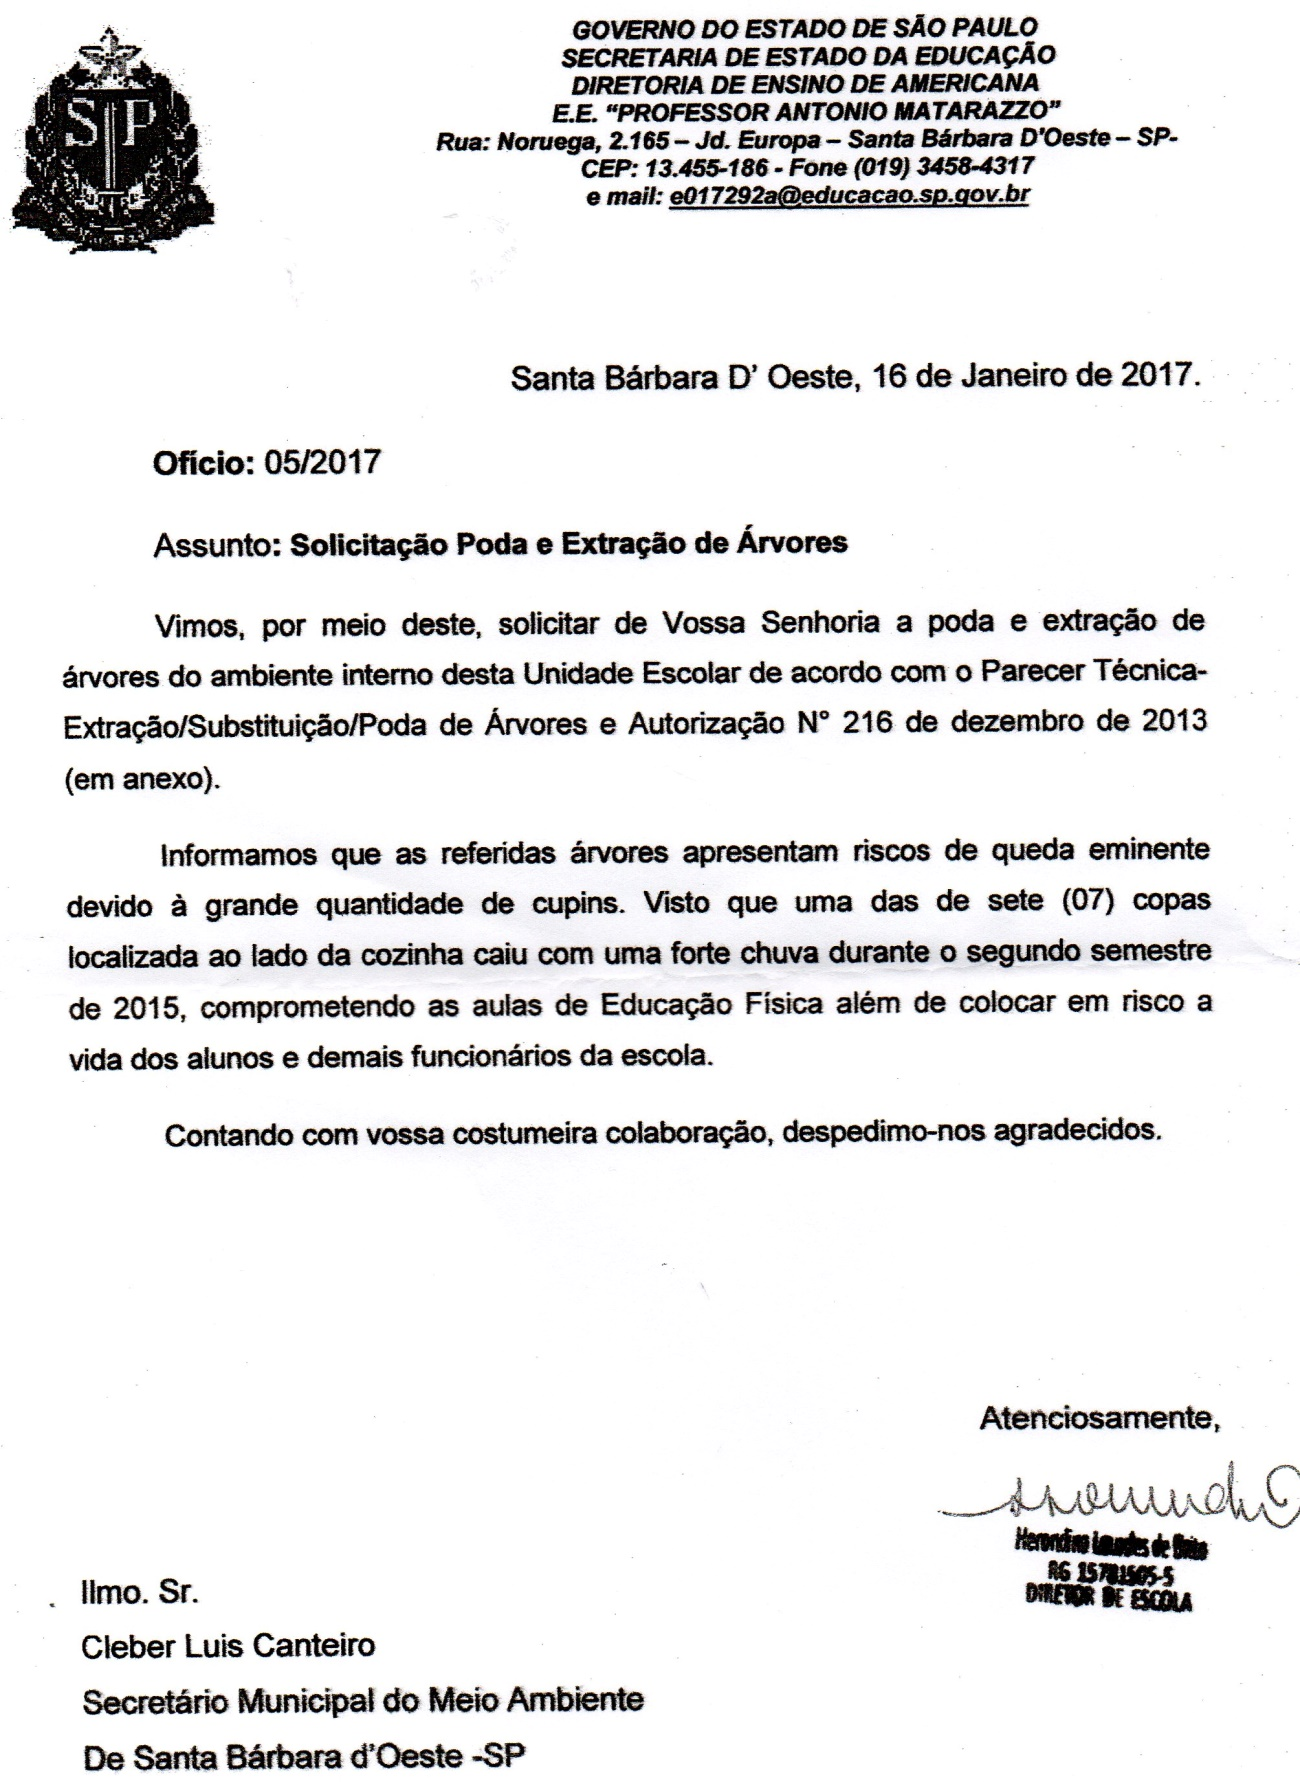 GOVERNO DO ESTADO DE SÃO PAULO
SECRETARIA DE ESTADO DA EDUCAÇÃO
DIRETORIA DE ENSINO DE AMERICANA
E.E. “PROFESSOR ANTONIO MATARAZZO”
Rua: Noruega, 2.165 – Jd. Europa – Santa Bárbara D'Oeste – SP-
CEP: 13.455-186 - Fone (019) 3458-4317
e mail: e017292a@educacao.sp.gov.br
SP
Santa Bárbara D’ Oeste, 16 de Janeiro de 2017.
Ofício: 05/2017
Assunto: Solicitação Poda e Extração de Árvores
Vimos, por meio deste, solicitar de Vossa Senhoria a poda e extração de
árvores do ambiente interno desta Unidade Escolar de acordo com o Parecer Técnica-
Extração/Substituição/Poda de Árvores e Autorização N° 216 de dezembro de 2013
(em anexo).
Informamos que as referidas árvores apresentam riscos de queda eminente
devido à grande quantidade de cupins. Visto que uma das de sete (07) copas
localizada ao lado da cozinha caiu com uma forte chuva durante o segundo semestre
de 2015, comprometendo as aulas de Educação Física além de colocar em risco a
vida dos alunos e demais funcionários da escola.
Contando com vossa costumeira colaboração, despedimo-nos agradecidos.
Atenciosamente,
Lourdes de
RG
DIRETOR DE ESCOLA
Ilmo. Sr.
Cleber Luis Canteiro
Secretário Municipal do Meio Ambiente
De Santa Bárbara d’Oeste -SP